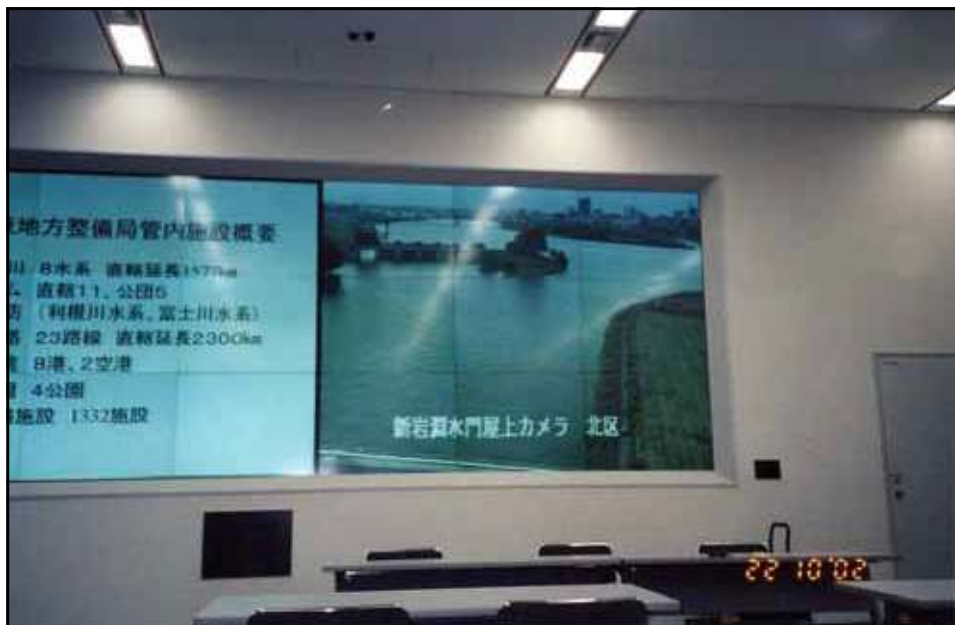 地方整備局管内施設概要
川 8水系 直轄延長1570km
ム 直轄11、公団6
(利根川水系、富士川水系)
路 23路線 直轄延長2300km
8港、2空港
4公園
施設 1332施設
新岩淵水門屋上カメラ 北区
22 10 '02